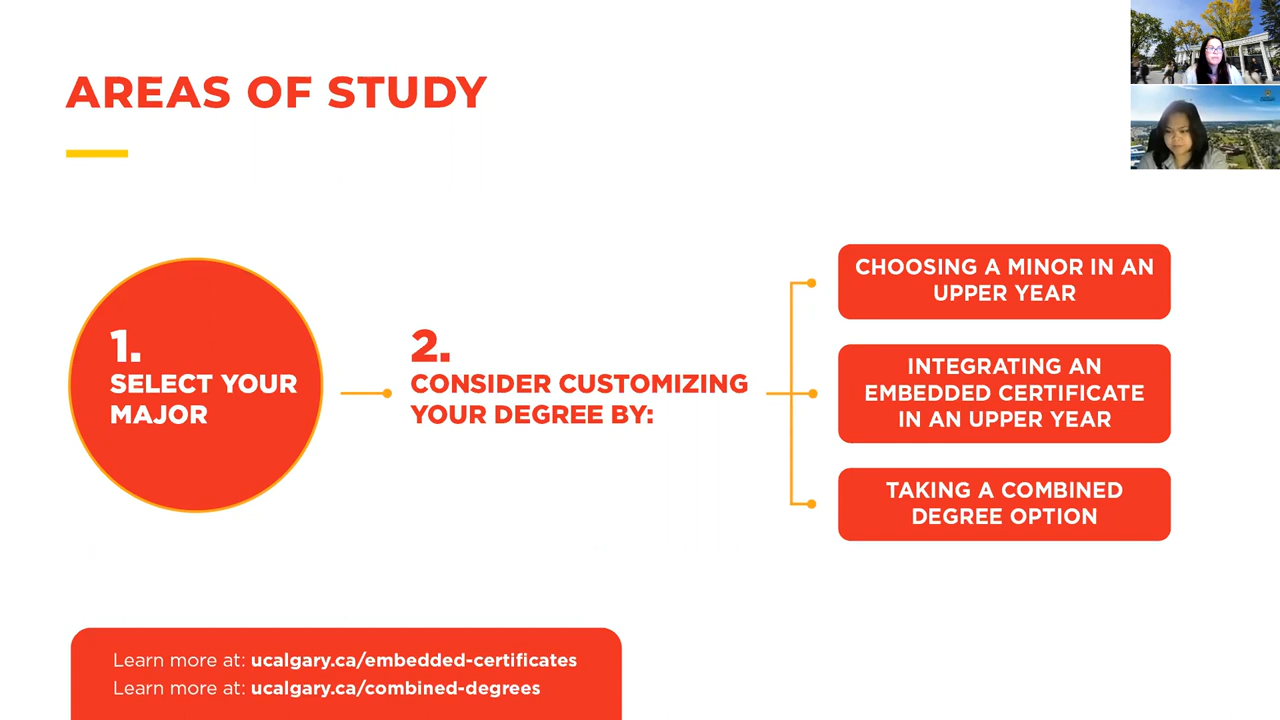 AREAS OF STUDY
1.
SELECT YOUR
MAJOR
2.
CONSIDER CUSTOMIZING
YOUR DEGREE BY:
CHOOSING A MINOR IN AN
UPPER YEAR
INTEGRATING AN
EMBEDDED CERTIFICATE
IN AN UPPER YEAR
TAKING A COMBINED
DEGREE OPTION
Learn more at: ucalgary.ca/embedded-certificates
Learn more at: ucalgary.ca/combined-degrees